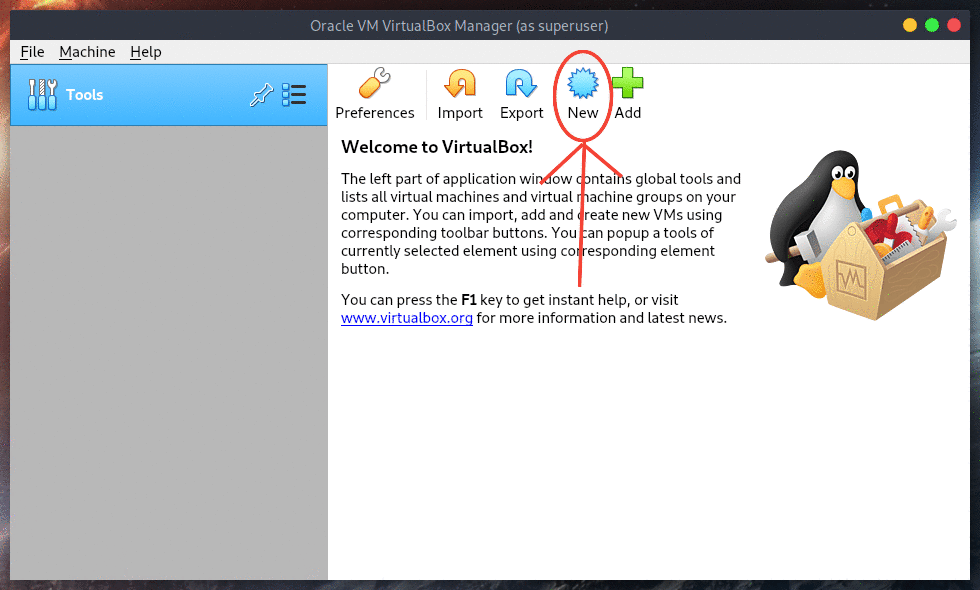 Oracle VM VirtualBox Manager (as superuser)
File Machine Help
Tools
Preferences Import Export New Add
Welcome to VirtualBox!
The left part of application window contains global tools and
lists all virtual machines and virtual machine groups on your
computer. You can import, add and create new VMs using
corresponding toolbar buttons. You can popup a tools of
currently selected element using corresponding element
button.
You can press the F1 key to get instant help, or visit
www.virtualbox.org for more information and latest news.